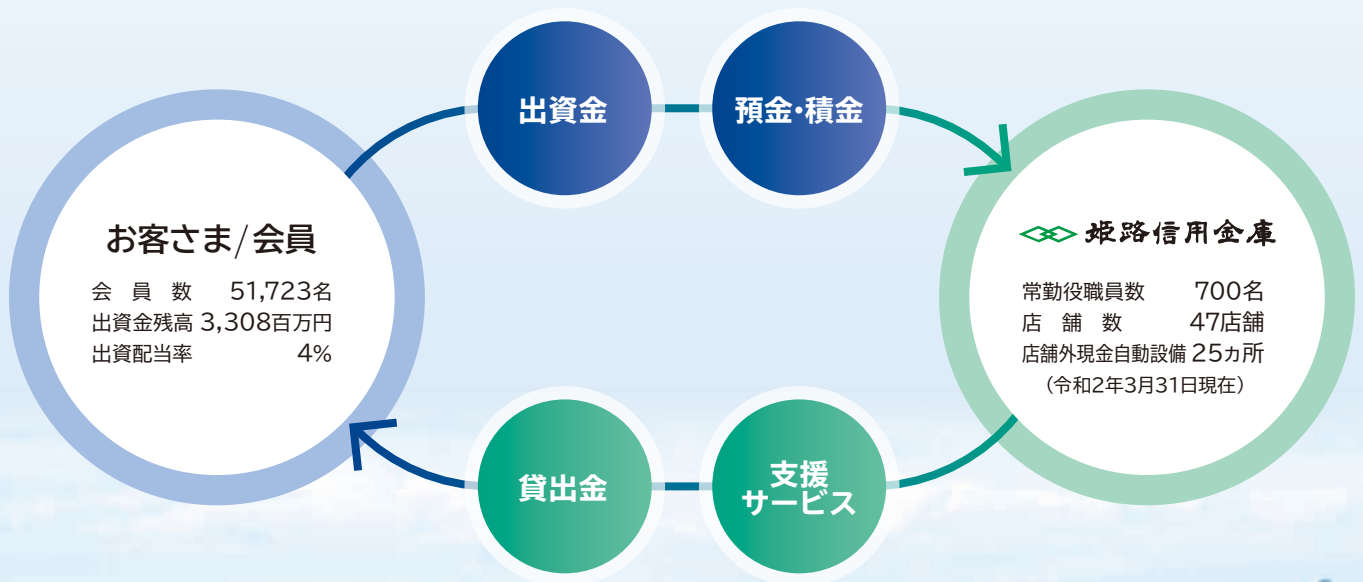 出資金
預金・積金
お客さま/会員
会員数 51,723名
出資金残高 3,308百万円
出資配当率 4%
姫路信用金庫
常勤役職員数 700名
店舗数 47店舗
店舗外現金自動設備 25ヵ所
（令和2年3月31日現在）
貸出金
支援
サービス